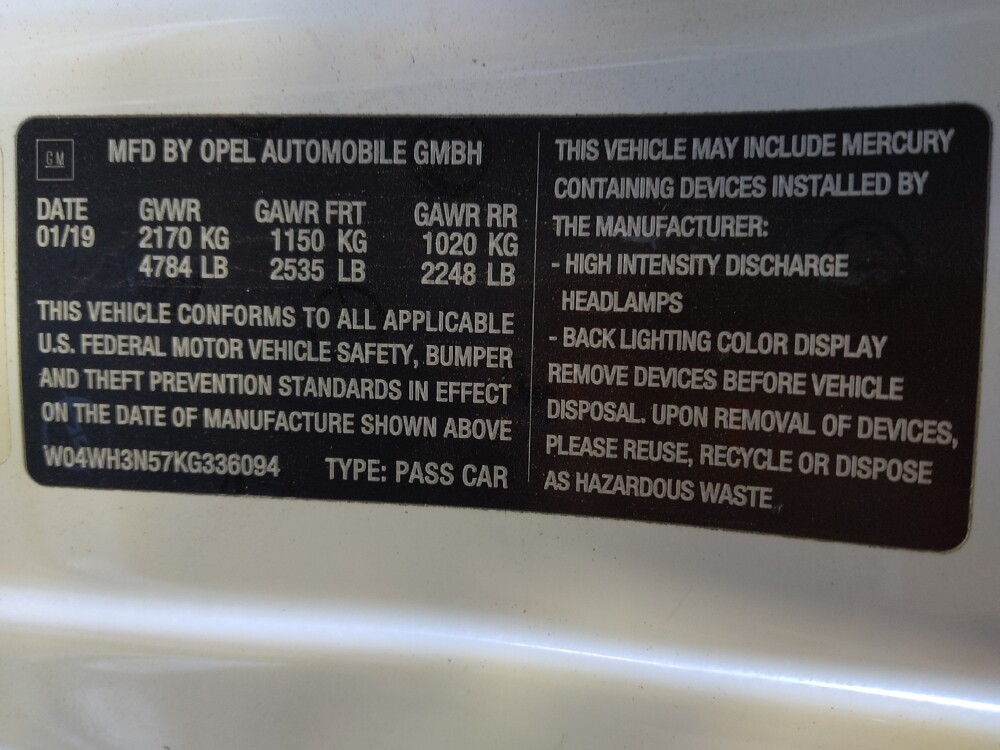 GM
MFD BY OPEL AUTOMOBILE GMBH
DATE GVWR GAWR FRT GAWR RR
01/19 2170 KG 1150 KG 1020 KG
4784 LB 2535 LB 2248 LB
THIS VEHICLE CONFORMS TO ALL APPLICABLE
U.S. FEDERAL MOTOR VEHICLE SAFETY, BUMPER
AND THEFT PREVENTION STANDARDS IN EFFECT
ON THE DATE OF MANUFACTURE SHOWN ABOVE
W04WH3N57KG336094 TYPE: PASS CAR
THIS VEHICLE MAY INCLUDE MERCURY
CONTAINING DEVICES INSTALLED BY
THE MANUFACTURER:
- HIGH INTENSITY DISCHARGE
HEADLAMPS
- BACK LIGHTING COLOR DISPLAY
REMOVE DEVICES BEFORE VEHICLE
DISPOSAL. UPON REMOVAL OF DEVICES,
PLEASE REUSE, RECYCLE OR DISPOSE
AS HAZARDOUS WASTE